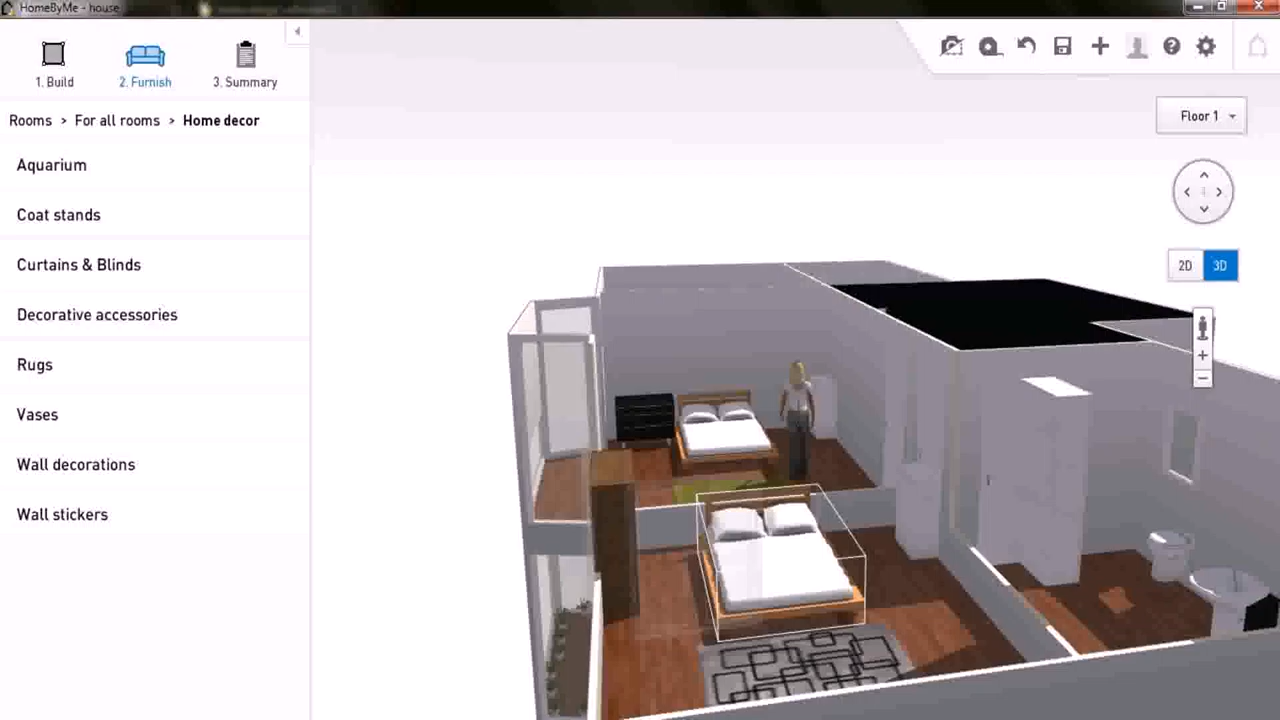 HomeByMe - house
1. Build
2. Furnish
3. Summary
Rooms > For all rooms > Home decor
Aquarium
Coat stands
Curtains & Blinds
Decorative accessories
Rugs
Vases
Wall decorations
Wall stickers
Floor 1
2D
3D